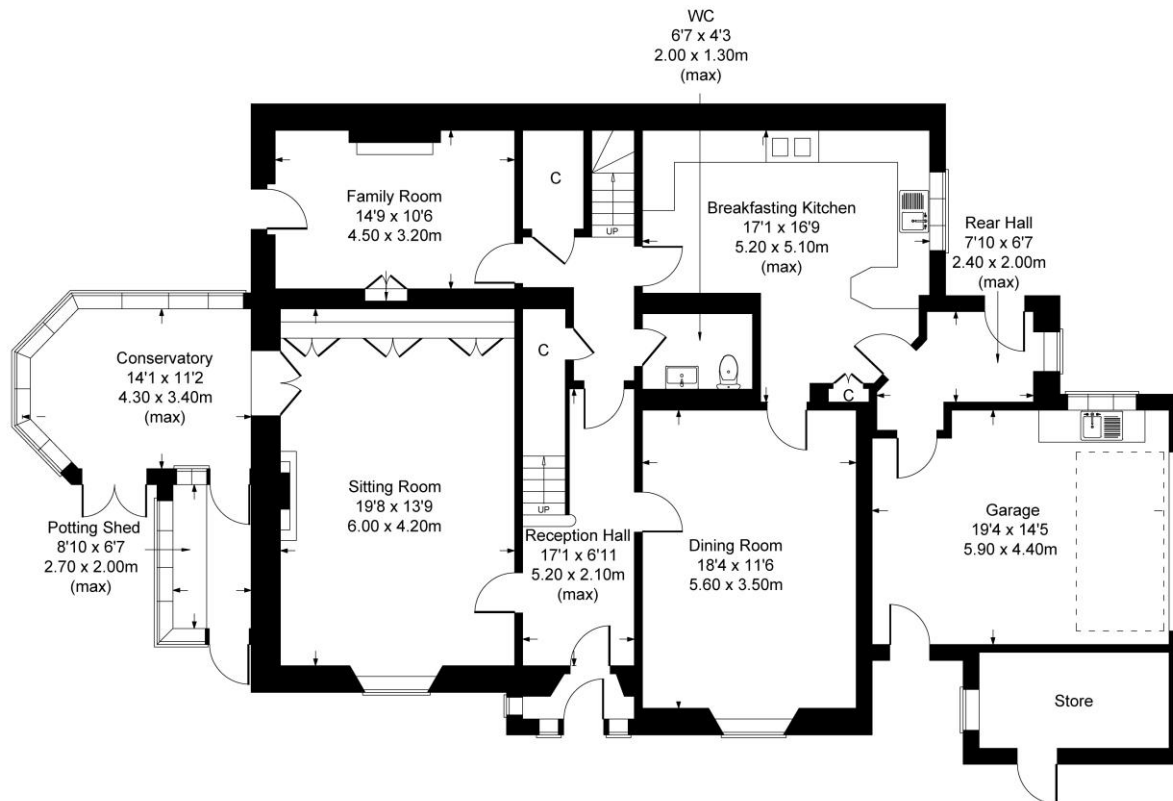 WC
6'7 x 4'3
2.00 x 1.30m
(max)
Family Room
14'9 x 10'6
4.50 x 3.20m
C
UP
Breakfasting Kitchen
17'1 x 16'9
5.20 x 5.10m
(max)
Rear Hall
7'10 x 6'7
2.40 x 2.00m
(max)
Conservatory
14'1 x 11'2
4.30 x 3.40m
(max)
C
C
Sitting Room
19'8 x 13'9
6.00 x 4.20m
UP
Reception Hall
17'1 x 6'11
5.20 x 2.10m
(max)
Potting Shed
8'10 x 6'7
2.70 x 2.00m
(max)
Dining Room
18'4 x 11'6
5.60 x 3.50m
Garage
19'4 x 14'5
5.90 x 4.40m
Store